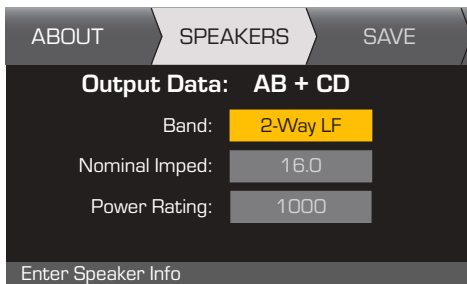 ABOUT SPEAKERS SAVE
Output Data: AB + CD
Band: 2-Way LF
Nominal Imped: 16.0
Power Rating: 1000
Enter Speaker Info